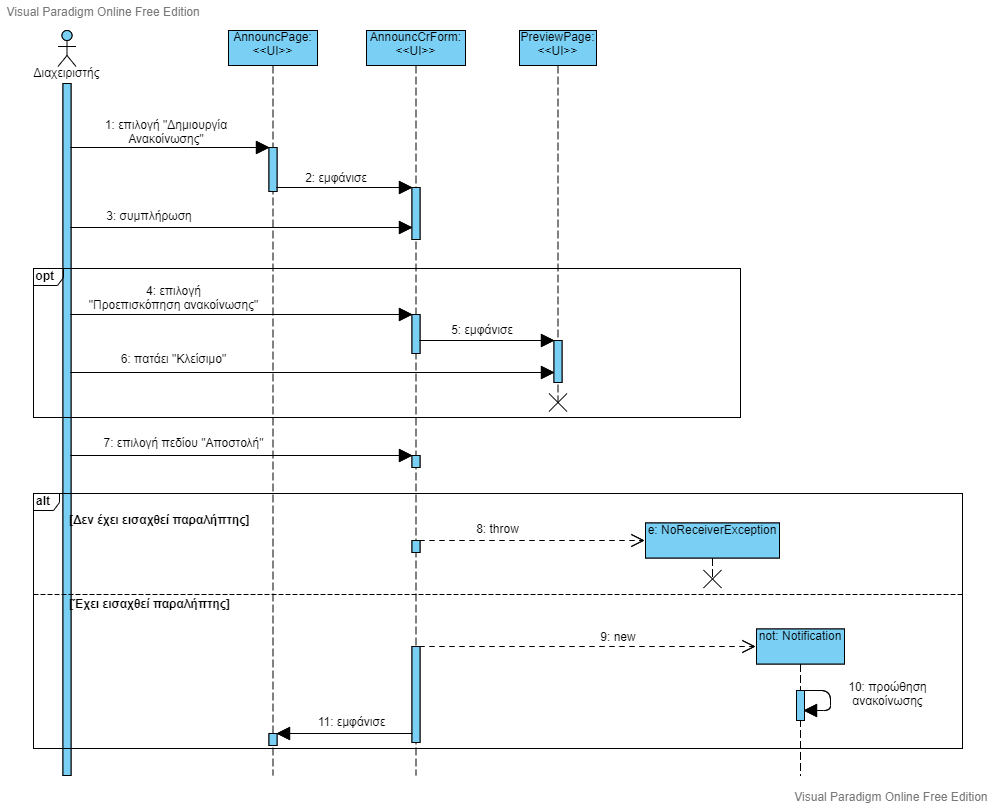 Visual Paradigm Online Free Edition
AnnouncPage:
<<UI>>
AnnouncCrForm:
<<UI>>
PreviewPage:
<<UI>>
Διαχειριστής
1: επιλογή "Δημιουργία
Ανακοίνωσης"
2: εμφάνισε
3: συμπλήρωση
opt
4: επιλογή
"Προεπισκόπηση ανακοίνωσης"
5: εμφάνισε
6: πατάει "Κλείσιμο"
7: επιλογή πεδίου "Αποστολή"
alt
[Δεν έχει εισαχθεί παραλήπτης]
8: throw
e: NoReceiverException
[Έχει εισαχθεί παραλήπτης]
9: new
not: Notification
10: προώθηση
ανακοίνωσης
11: εμφάνισε
Visual Paradigm Online Free Edition